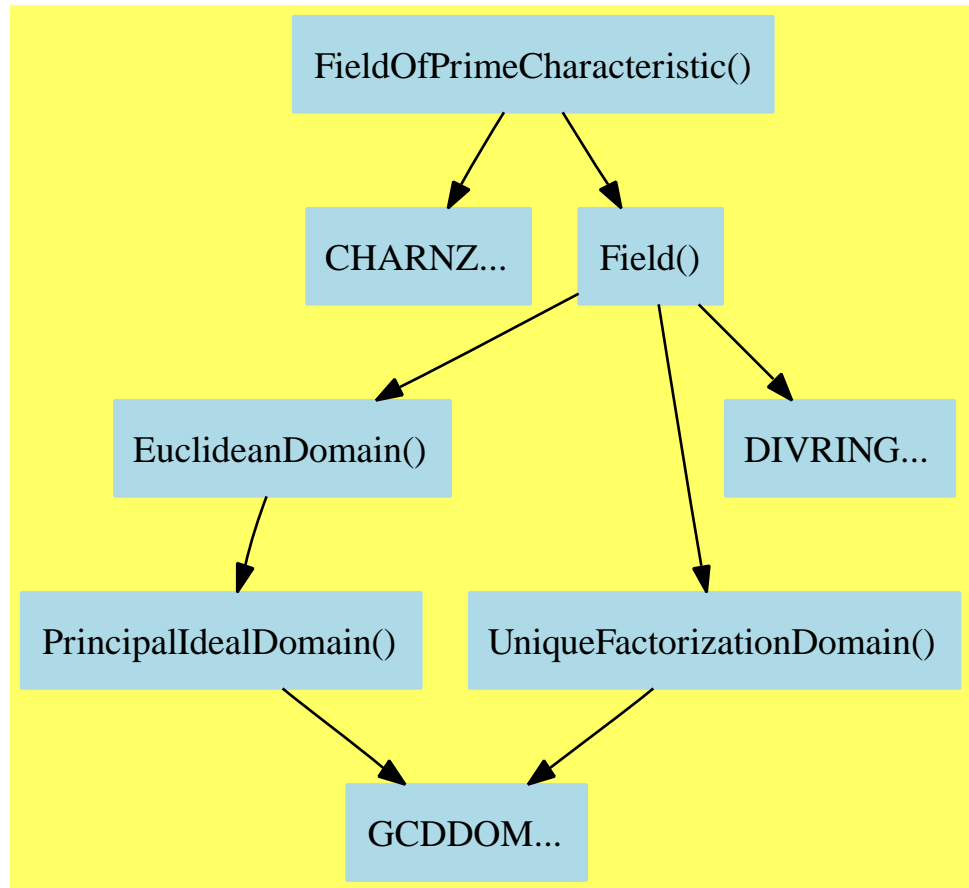 FieldOfPrimeCharacteristic()
CHARNZ...
Field()
EuclideanDomain()
DIVRING...
PrincipalIdealDomain()
UniqueFactorizationDomain()
GCDDOM...